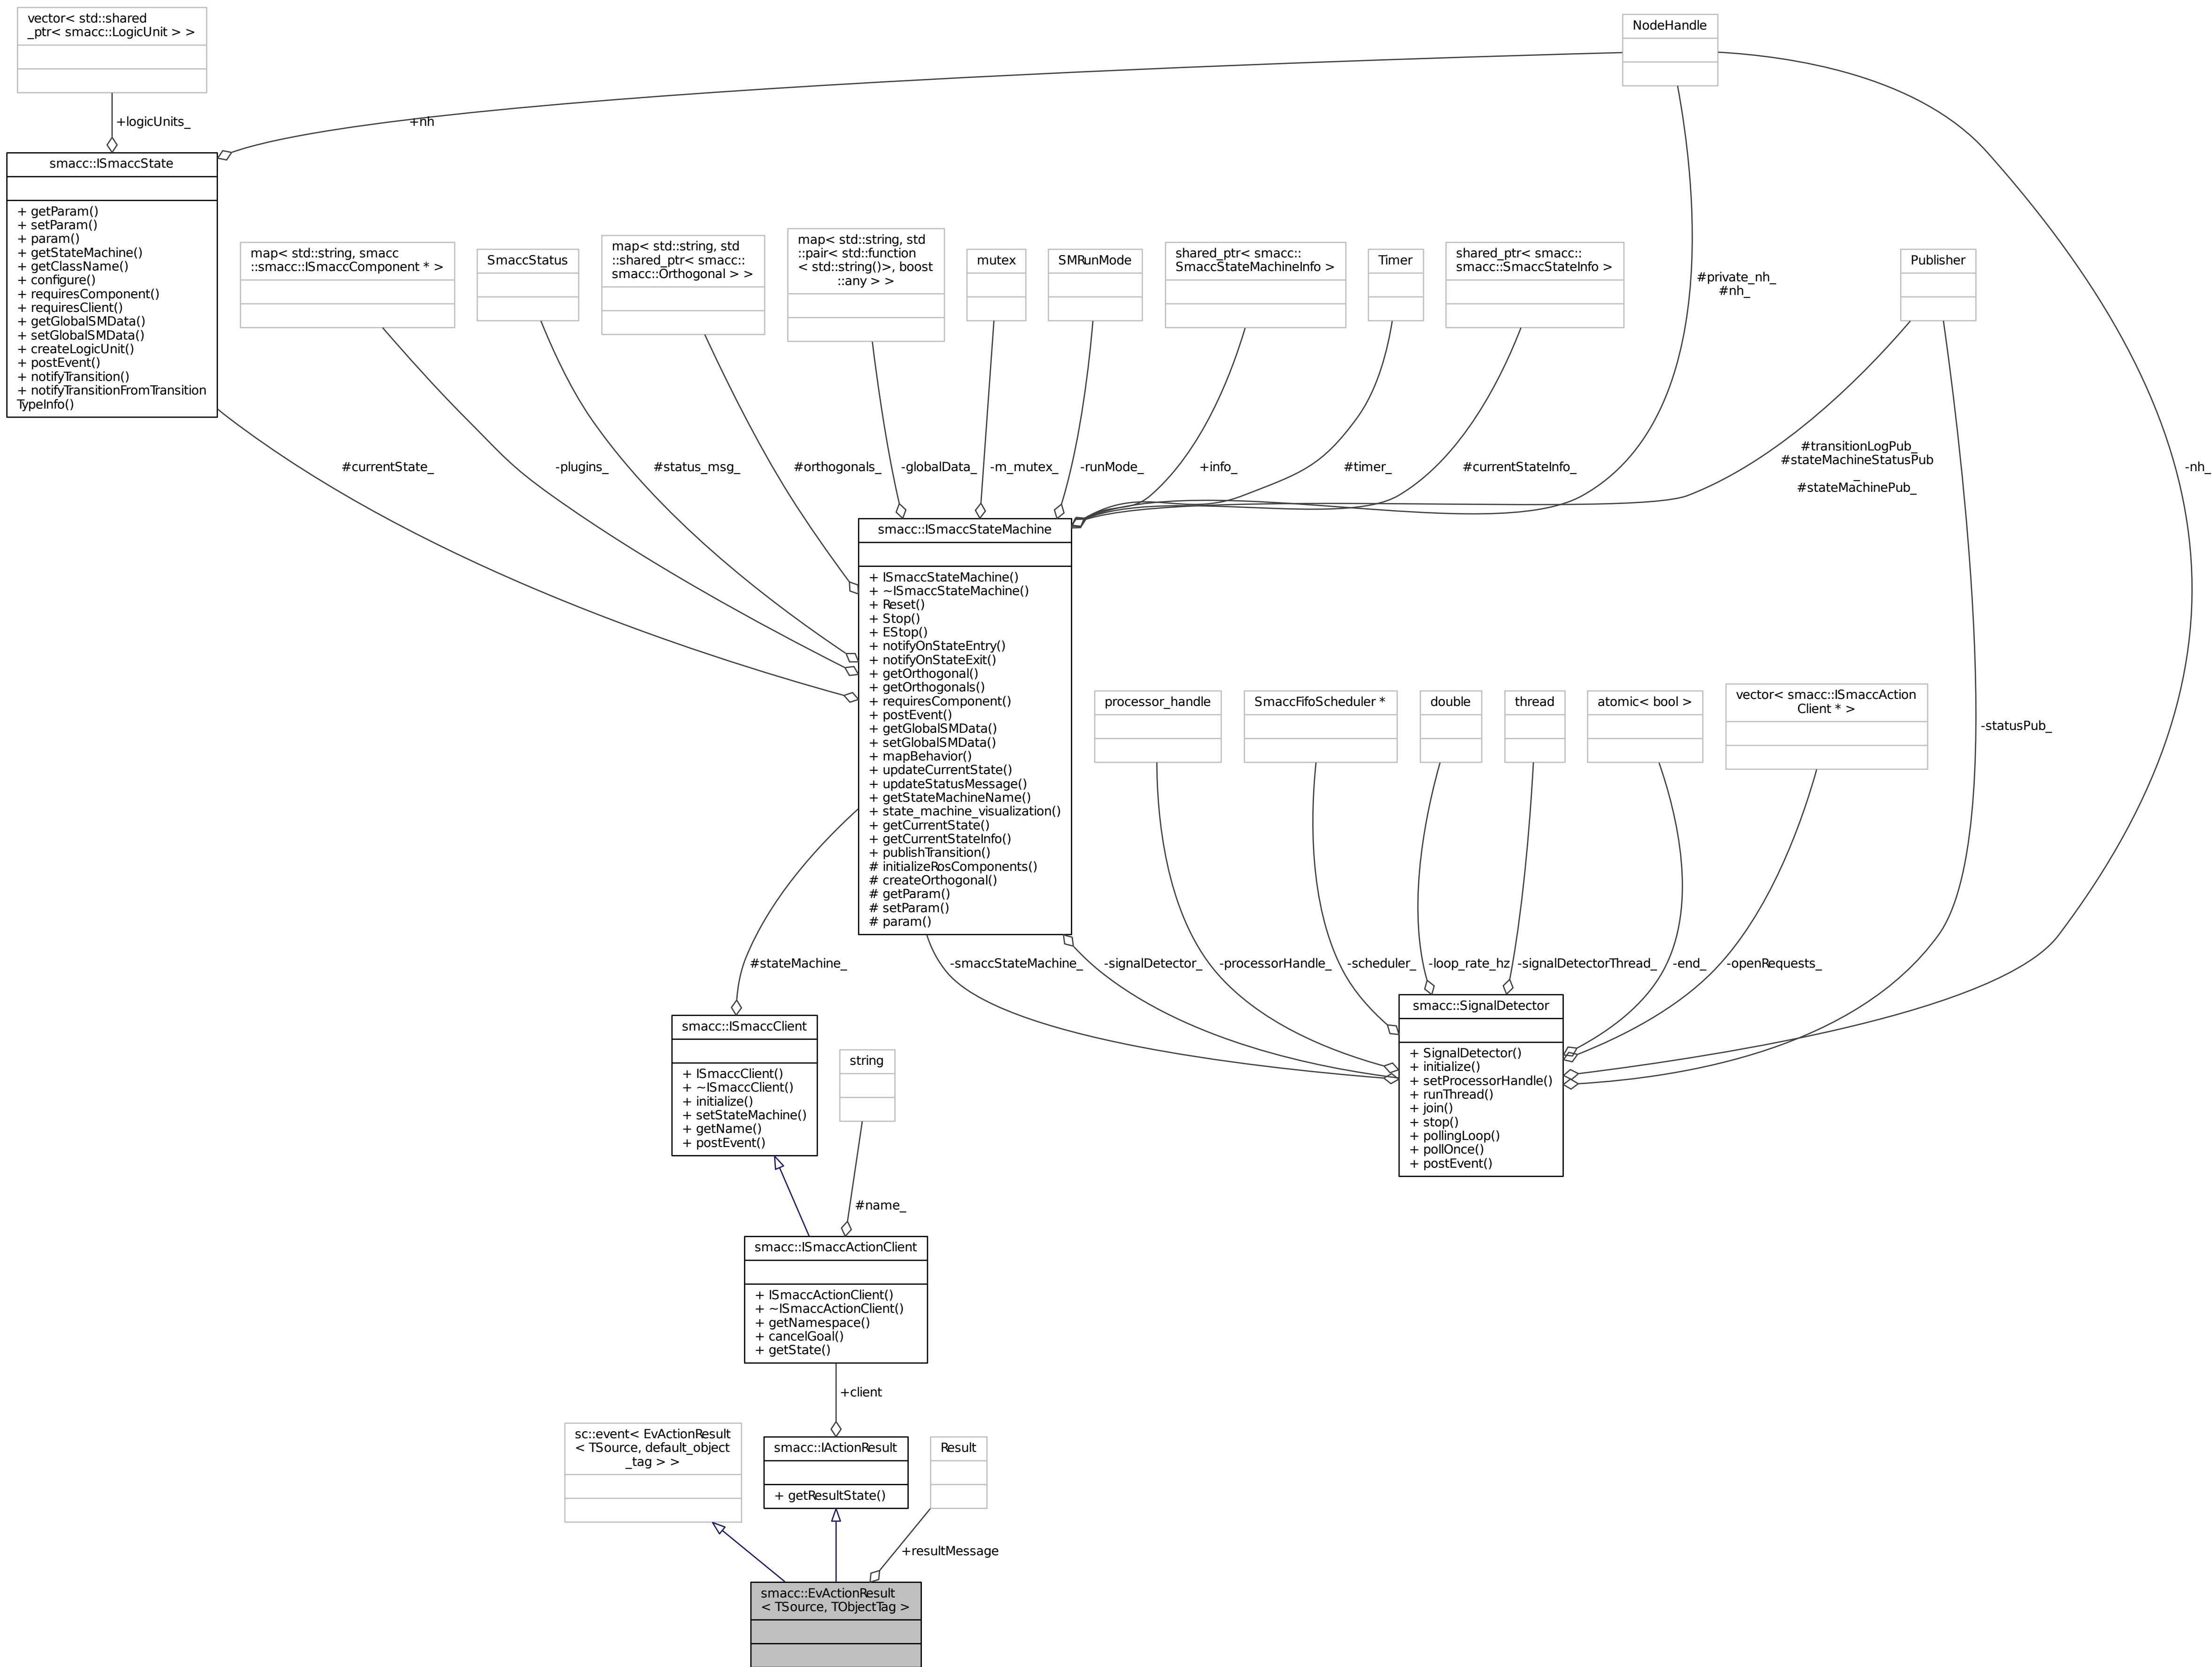 vector< std::shared
_ptr< smacc::LogicUnit > >
NodeHandle
+logicUnits_
+nh
smacc::ISmaccState
+ getParam()
+ setParam()
+ param()
+ getStateMachine()
+ getClassName()
+ configure()
+ requiresComponent()
+ requiresClient()
+ getGlobalSMData()
+ setGlobalSMData()
+ createLogicUnit()
+ postEvent()
+ notifyTransition()
+ notifyTransitionFromTransition
TypeInfo()
map< std::string, smacc
::smacc::ISmaccComponent * >
SmaccStatus
map< std::string, std
::shared_ptr< smacc::
smacc::Orthogonal > >
map< std::string, std
::pair< std::function
< std::string()>, boost
::any > >
mutex
SMRunMode
shared_ptr< smacc::
SmaccStateMachineInfo >
Timer
shared_ptr< smacc::
smacc::SmaccStateInfo >
Publisher
#private_nh_
#nh_
#currentState_
-plugins_
#status_msg_
#orthogonals_
-globalData_
-m_mutex_
-runMode_
+info_
#timer_
#currentStateInfo_
#transitionLogPub_
#stateMachineStatusPub
_
#stateMachinePub_
-nh_
smacc::ISmaccStateMachine
+ ISmaccStateMachine()
+ ~ISmaccStateMachine()
+ Reset()
+ Stop()
+ EStop()
+ notifyOnStateEntry()
+ notifyOnStateExit()
+ getOrthogonal()
+ getOrthogonals()
+ requiresComponent()
+ postEvent()
+ getGlobalSMData()
+ setGlobalSMData()
+ mapBehavior()
+ updateCurrentState()
+ updateStatusMessage()
+ getStateMachineName()
+ state_machine_visualization()
+ getCurrentState()
+ getCurrentStateInfo()
+ publishTransition()
# initializeRosComponents()
# createOrthogonal()
# getParam()
# setParam()
# param()
processor_handle
SmaccFifoScheduler *
double
thread
atomic< bool >
vector< smacc::ISmaccAction
Client * >
-statusPub_
#stateMachine_
-smaccStateMachine_
-signalDetector_
-processorHandle_
-scheduler_
-loop_rate_hz
-signalDetectorThread_
-end_
-openRequests_
smacc::SignalDetector
+ SignalDetector()
+ initialize()
+ setProcessorHandle()
+ runThread()
+ join()
+ stop()
+ pollingLoop()
+ pollOnce()
+ postEvent()
smacc::ISmaccClient
+ ISmaccClient()
+ ~ISmaccClient()
+ initialize()
+ setStateMachine()
+ getName()
+ postEvent()
string
#name_
smacc::ISmaccActionClient
+ ISmaccActionClient()
+ ~ISmaccActionClient()
+ getNamespace()
+ cancelGoal()
+ getState()
+client
sc::event< EvActionResult
< TSource, default_object
_tag > >
smacc::IActionResult
+ getResultState()
Result
+resultMessage
smacc::EvActionResult
< TSource, TObjectTag >